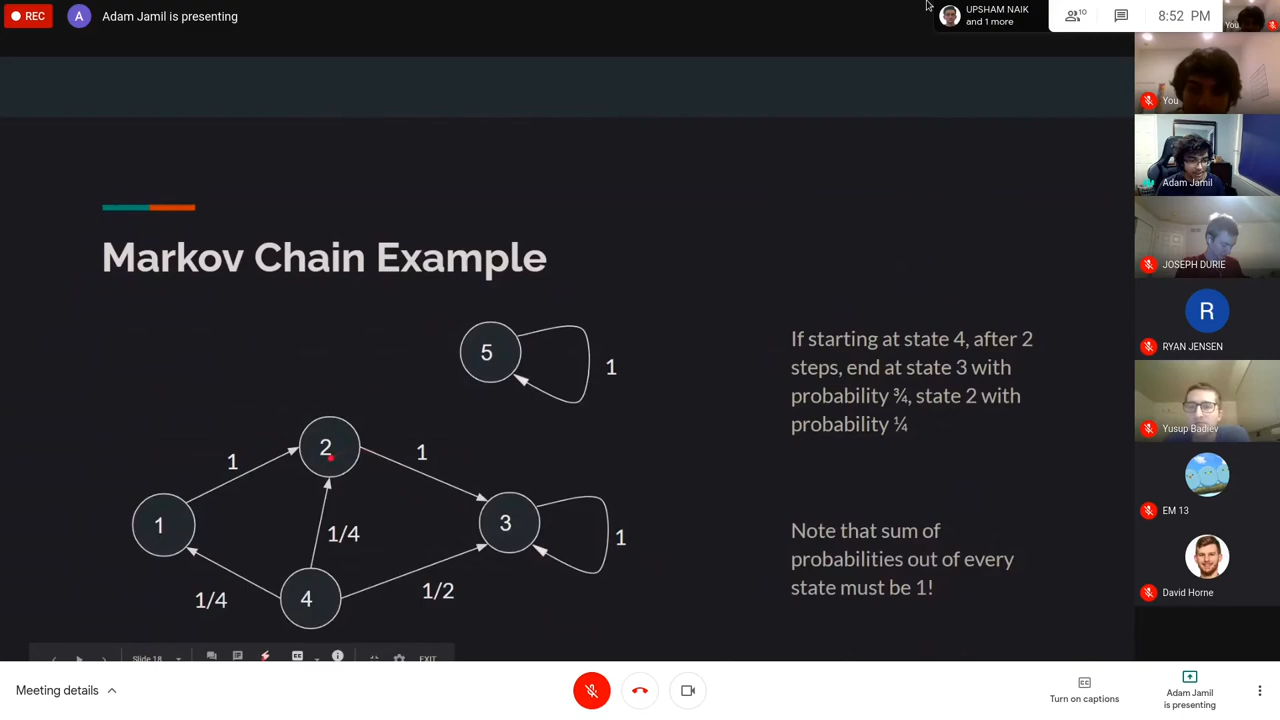 REC
A
Adam Jamil is presenting
UPSHAM NAIK
and 1 more
10
8:52 PM
You
You
Adam Jamil
JOSEPH DURIE
R
RYAN JENSEN
Yusup Badiev
EM 13
David Horne
Markov Chain Example
5
1
2
1
1
1
3
1
1/4
4
1/4
1/2
If starting at state 4, after 2
steps, end at state 3 with
probability ¾, state 2 with
probability ¼
Note that sum of
probabilities out of every
state must be 1!
Slide 18
EXIT
Meeting details
Turn on captions
Adam Jamil
is presenting